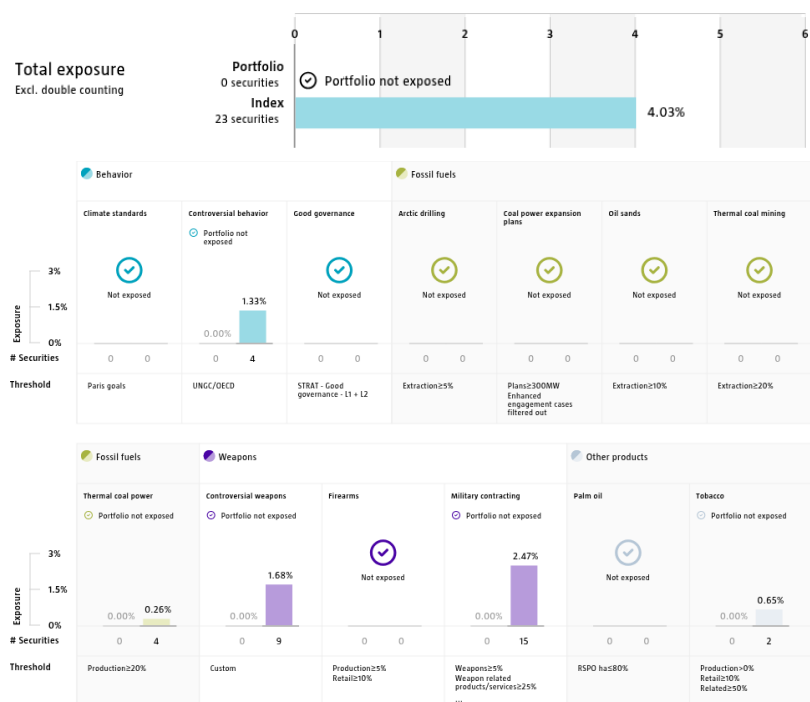 0 1 2 3 4 5 6
Total exposure
Excl. double counting
Portfolio
0 securities
Portfolio not exposed
Index
23 securities
4.03%
Behavior
Fossil fuels
Climate standards
Controversial behavior
Good governance
Arctic drilling
Coal power expansion
plans
Oil sands
Thermal coal mining
Portfolio not
exposed
Exposure
3%
1.5%
0%
Not exposed
0.00%
1.33%
Not exposed
Not exposed
Not exposed
Not exposed
Not exposed
# Securities
0 0
0 4
0 0
0 0
0 0
0 0
0 0
Threshold
Paris goals
UNGC/OECD
STRAT - Good
governance - L1 + L2
Extraction≥5%
Plans≥300MW
Enhanced
engagement cases
filtered out
Extraction≥10%
Extraction≥20%
Fossil fuels
Weapons
Other products
Thermal coal power
Controversial weapons
Firearms
Military contracting
Palm oil
Tobacco
Portfolio not exposed
Portfolio not exposed
Portfolio not exposed
Portfolio not exposed
Exposure
3%
1.5%
0%
0.00% 0.26%
0.00% 1.68%
Not exposed
0.00% 2.47%
Not exposed
0.00% 0.65%
# Securities
0 4
0 9
0 0
0 15
0 0
0 2
Threshold
Production≥20%
Custom
Production≥5%
Retail≥10%
Weapons≥5%
Weapon related
products/services≥25%
RSPO ha≤80%
Production>0%
Retail≥10%
Related≥50%